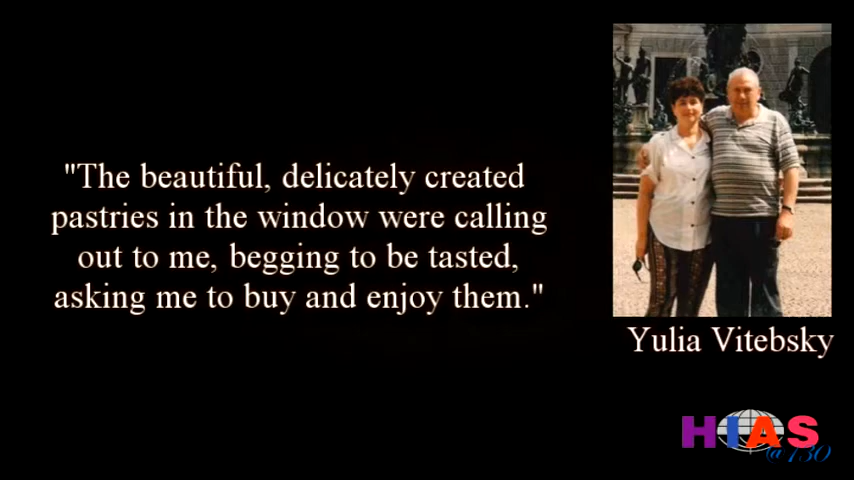 "The beautiful, delicately created
pastries in the window were calling
out to me, begging to be tasted,
asking me to buy and enjoy them."
Yulia Vitebsky
HIAS
@130